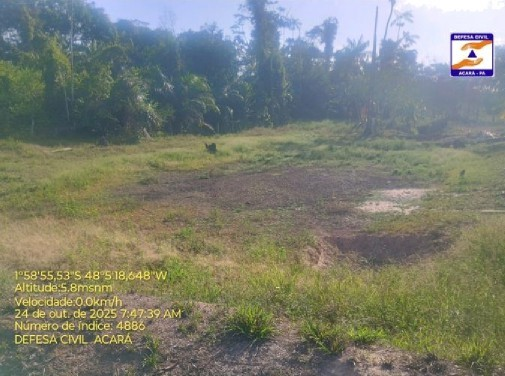 DEFESA CIVIL
ACARÁ - PA
1°58'55,53"S 48°5'18,648"W
Altitude:5.8msnm
Velocidade:0.0km/h
24 de out. de 2025 7:47:39 AM
Número de índice: 4886
DEFESA CIVIL ACARÁ